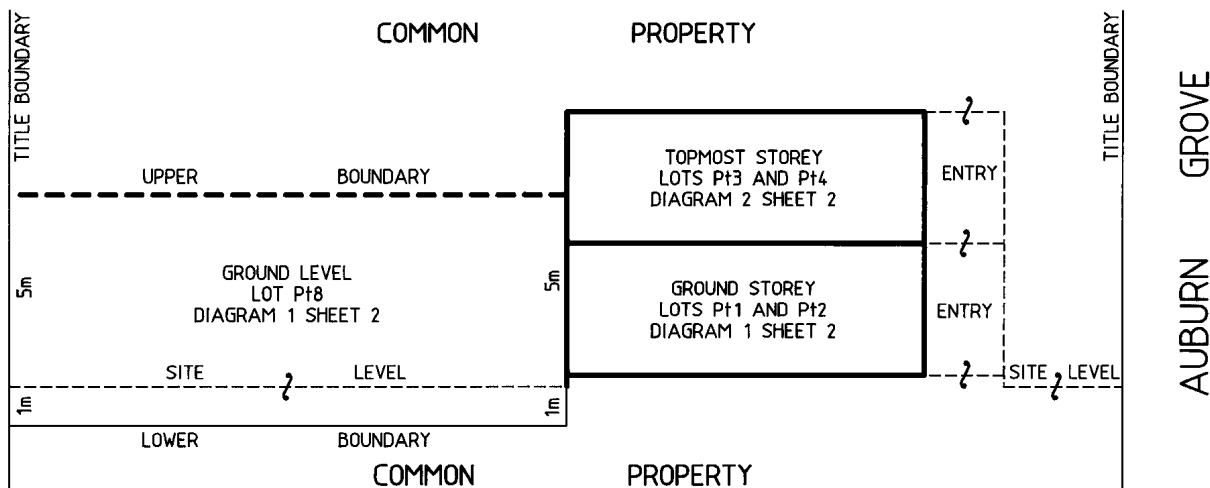 COMMON PROPERTY
TITLE BOUNDARY
TITLE BOUNDARY
AUBURN GROVE
UPPER BOUNDARY
TOPMOST STOREY
LOTS Pt3 AND Pt4
DIAGRAM 2 SHEET 2
ENTRY
5m
GROUND LEVEL
LOT Pt8
DIAGRAM 1 SHEET 2
5m
GROUND STOREY
LOTS Pt1 AND Pt2
DIAGRAM 1 SHEET 2
ENTRY
SITE LEVEL
SITE LEVEL
1m
1m
LOWER BOUNDARY
COMMON PROPERTY